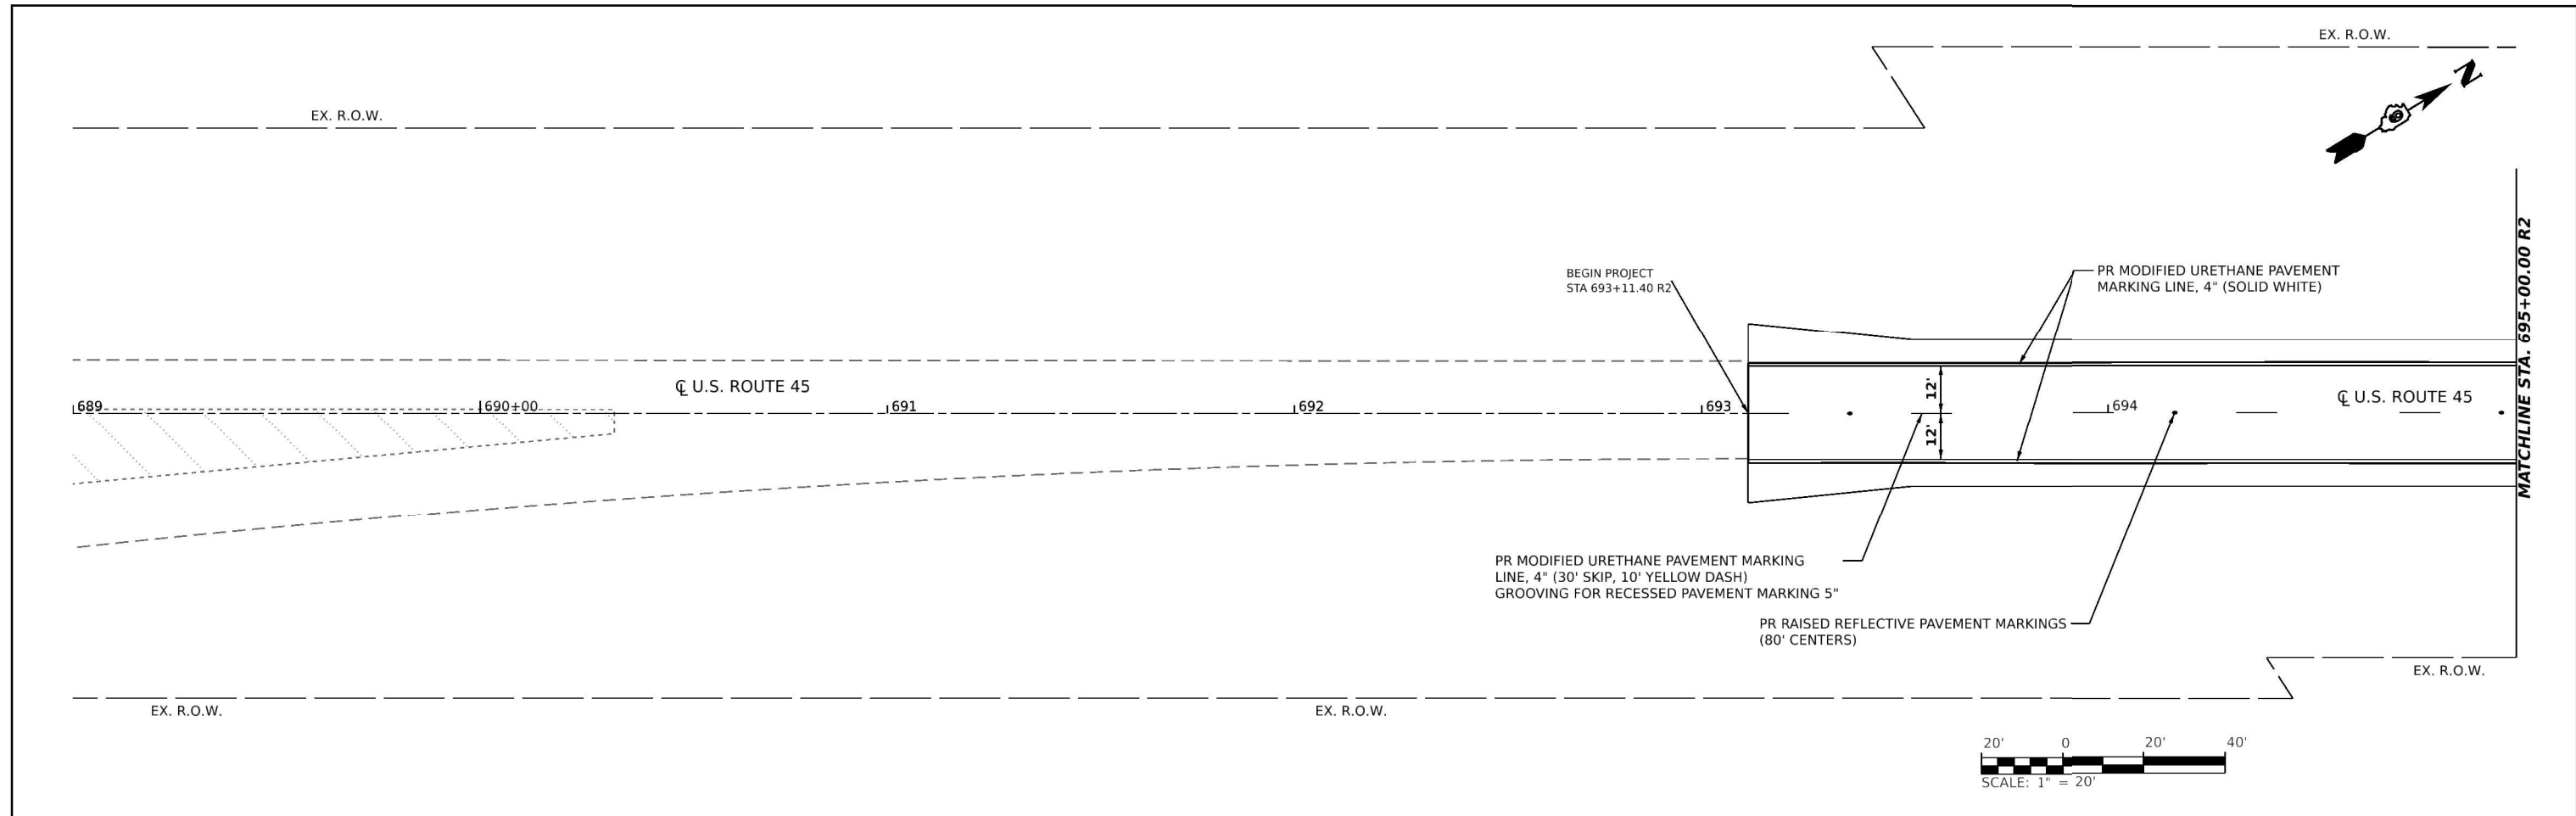 EX. R.O.W.
N
EX. R.O.W.
MATCHLINE STA. 695+00.00 R2
BEGIN PROJECT
STA 693+11.40 R2
PR MODIFIED URETHANE PAVEMENT
MARKING LINE, 4" (SOLID WHITE)
℄ U.S. ROUTE 45
12'
℄ U.S. ROUTE 45
689
690+00
691
692
693
694
12'
PR MODIFIED URETHANE PAVEMENT MARKING
LINE, 4" (30' SKIP, 10' YELLOW DASH)
GROOVING FOR RECESSED PAVEMENT MARKING 5"
PR RAISED REFLECTIVE PAVEMENT MARKINGS
(80' CENTERS)
EX. R.O.W.
EX. R.O.W.
EX. R.O.W.
20' 0 20' 40'
SCALE: 1" = 20'